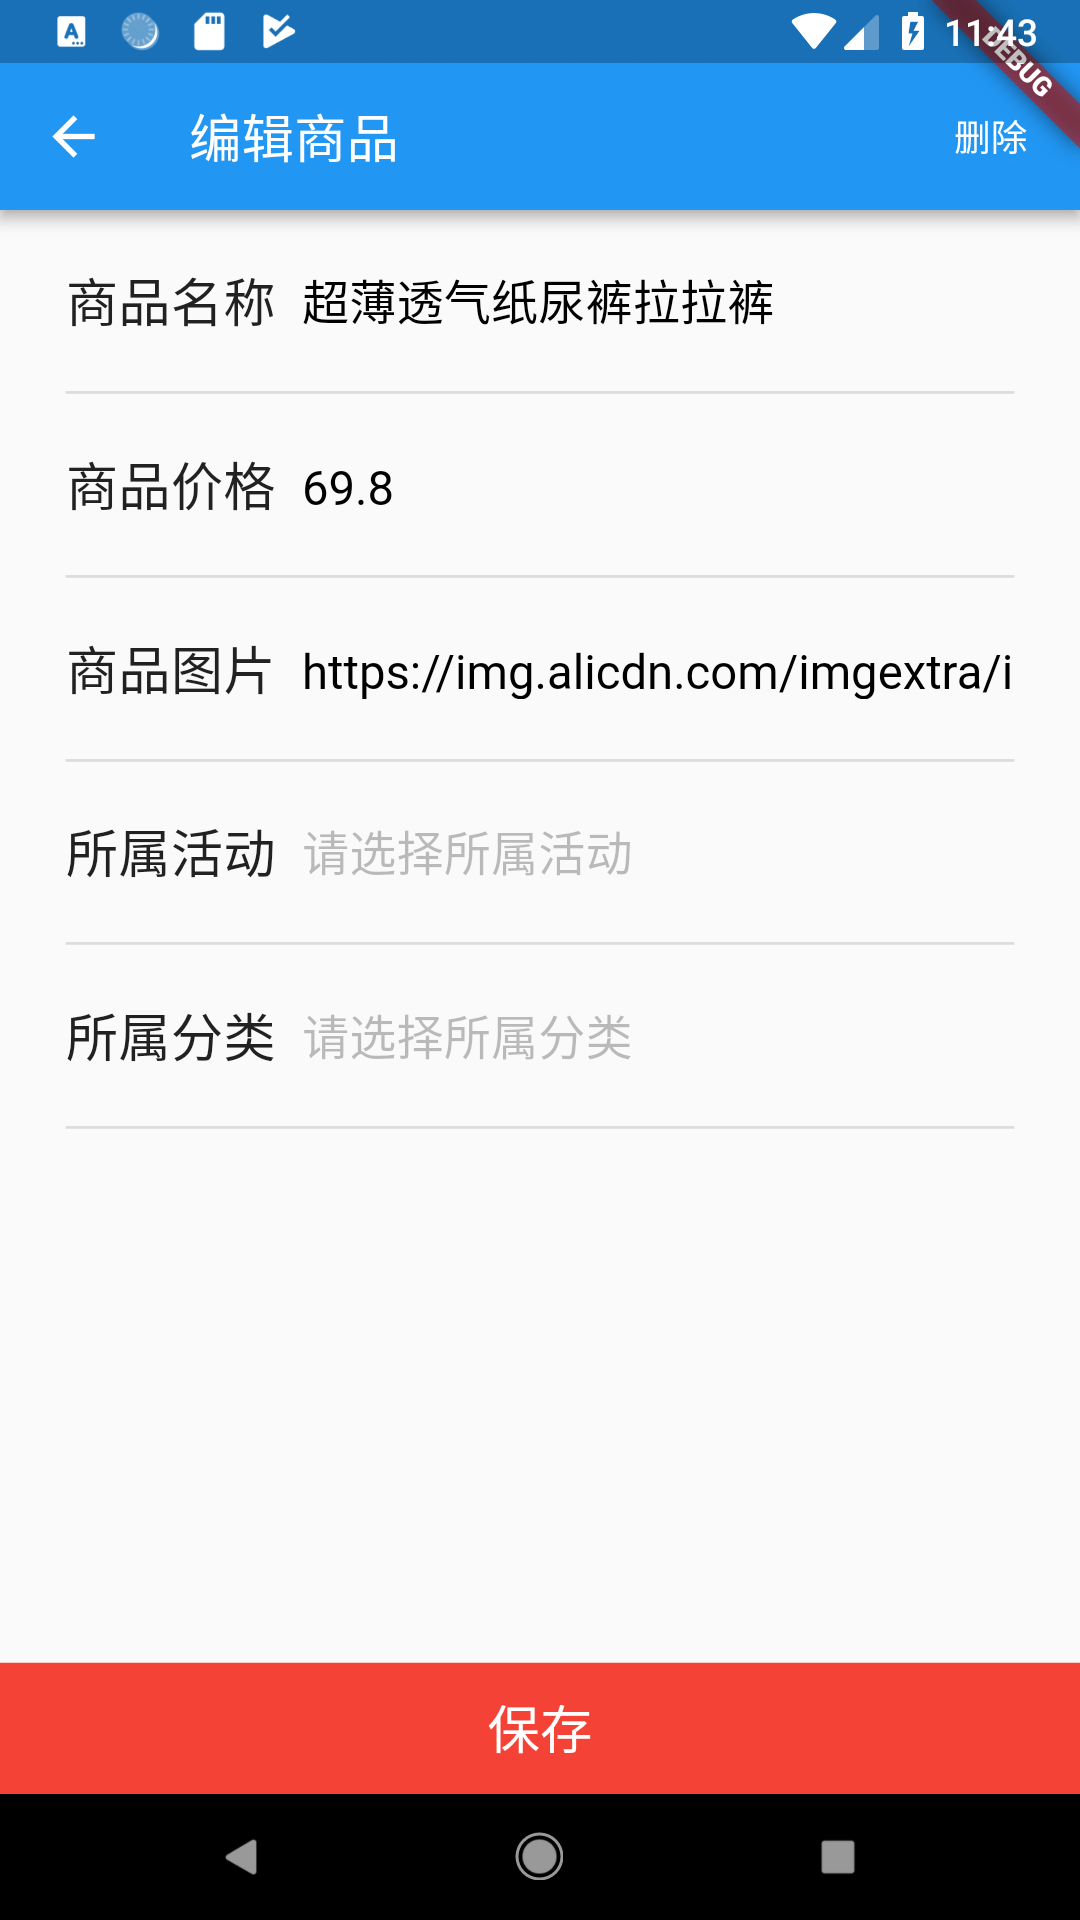 11:43
DEBUG
编辑商品
删除
商品名称 超薄透气纸尿裤拉拉裤
商品价格 69.8
商品图片 https://img.alicdn.com/imgextra/i
所属活动 请选择所属活动
所属分类 请选择所属分类
保存